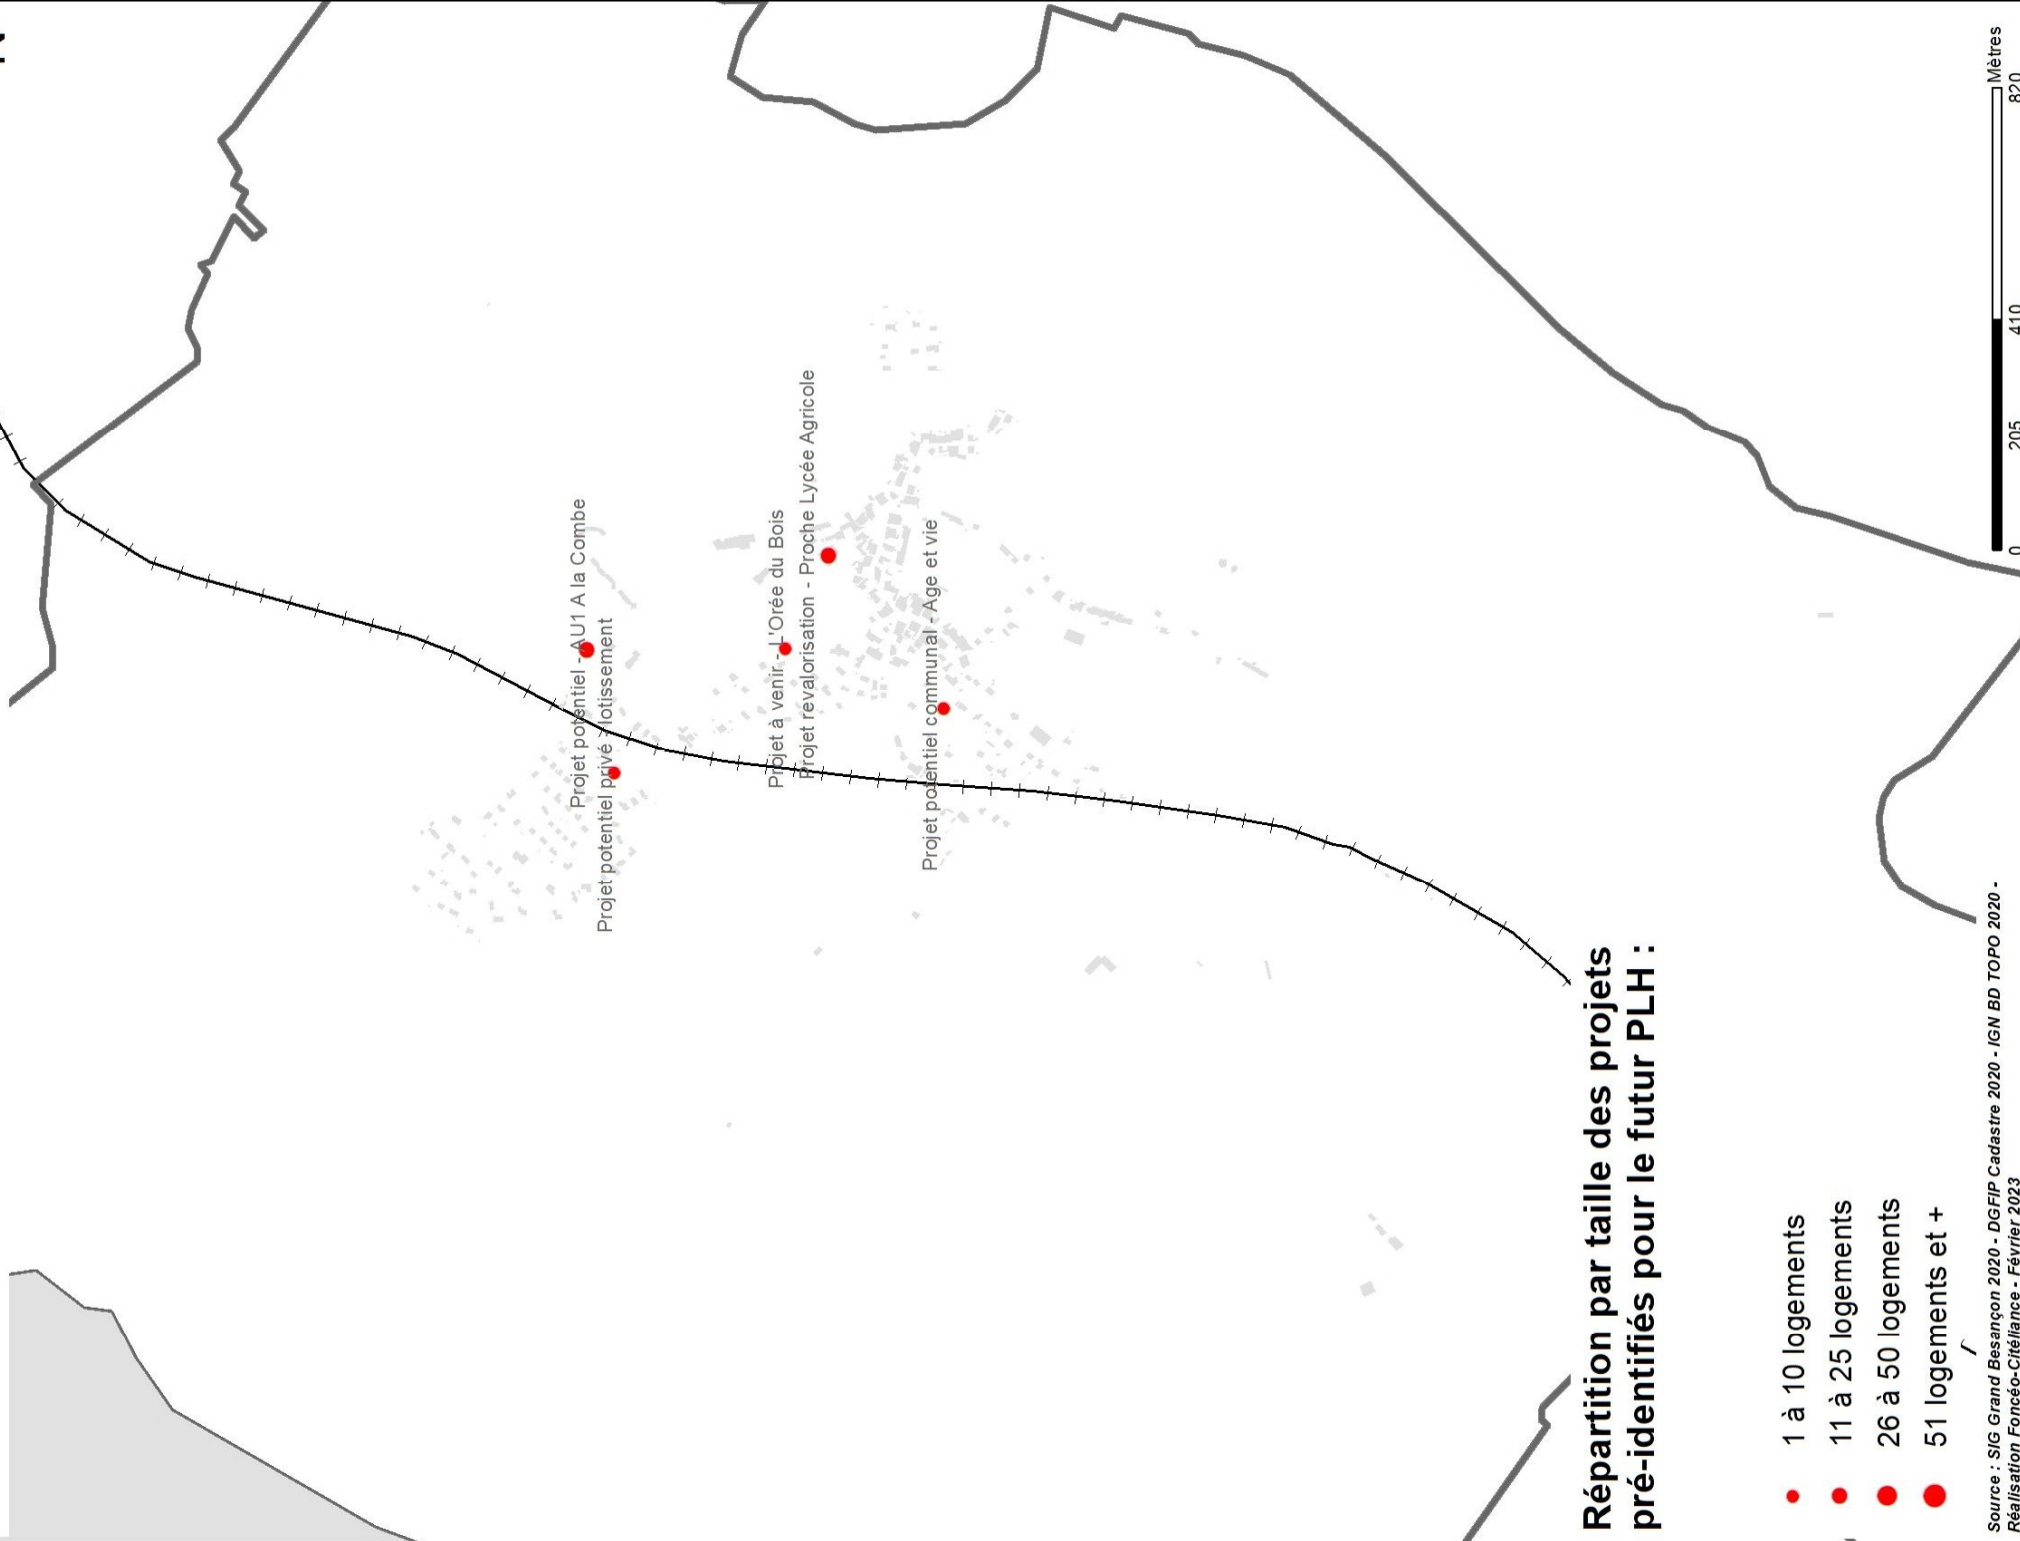 Projet potentiel - AU1 A la Combe
Projet potentiel privé - lotissement
Projet à venir - L'Orée du Bois
Projet revalorisation - Proche Lycée Agricole
Projet potentiel communal - Age et vie
Répartition par taille des projets
pré-identifiés pour le futur PLH :
1 à 10 logements
11 à 25 logements
26 à 50 logements
51 logements et +
Mètres
0 205 410 820
Source : SIG Grand Besançon 2020 - DGFIP Cadastre 2020 - IGN BD TOPO 2020 -
Réalisation Foncéo-Citéliance - Février 2023